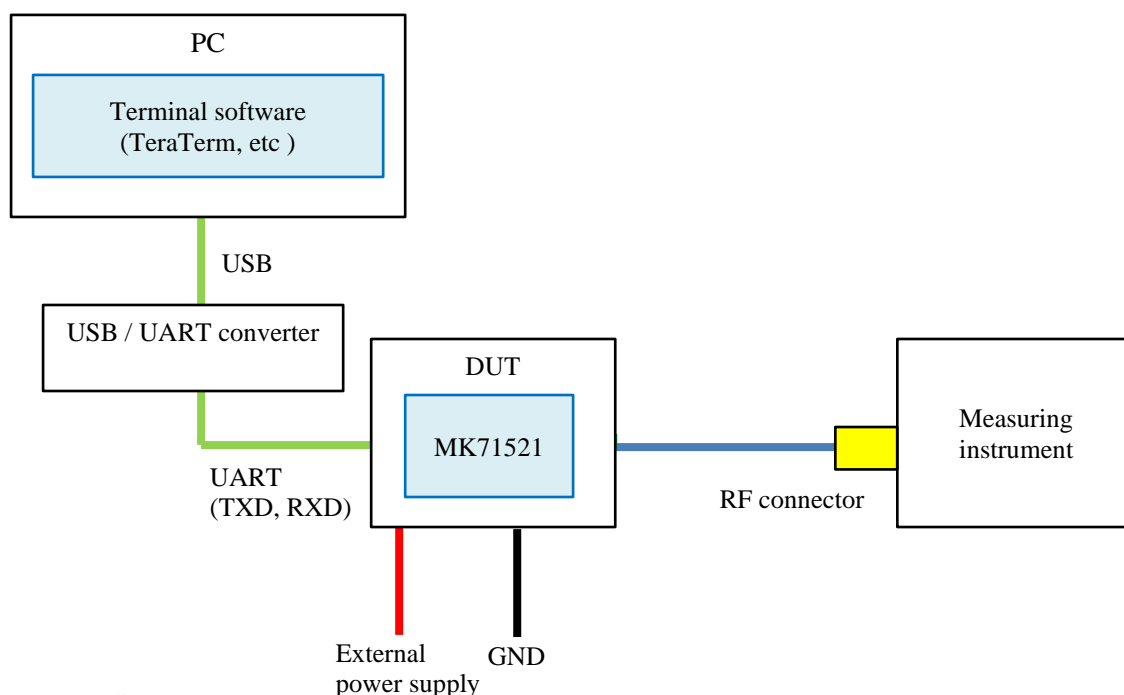 PC
Terminal software
(TeraTerm, etc )
USB
USB / UART converter
DUT
MK71521
UART
(TXD, RXD)
Measuring
instrument
RF connector
External
power supply
GND